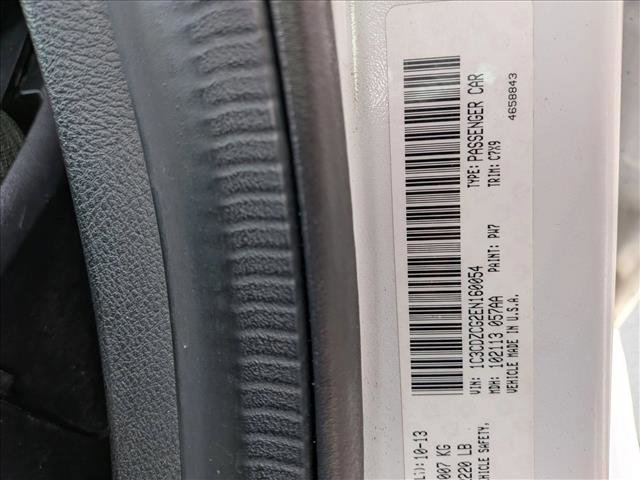 L:): 10-13
007 KG
220 LB
HICLE SAFETY,
VIN: 1C3CDZCG2EN160054
TYPE: PASSENGER CAR
MDH: 102113 057AA
PAINT: PW7
TRIM: C7X9
VEHICLE MADE IN U.S.A.
4658843